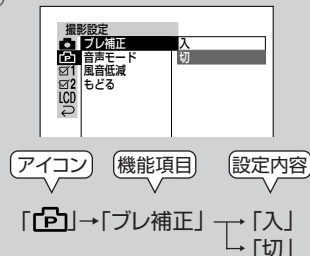 撮影設定
ブレ補正 入
P 音声モード 切
1 風音低減
2 もどる
LCD
アイコン 機能項目 設定内容
「P」→「ブレ補正」→「入」
→「切」